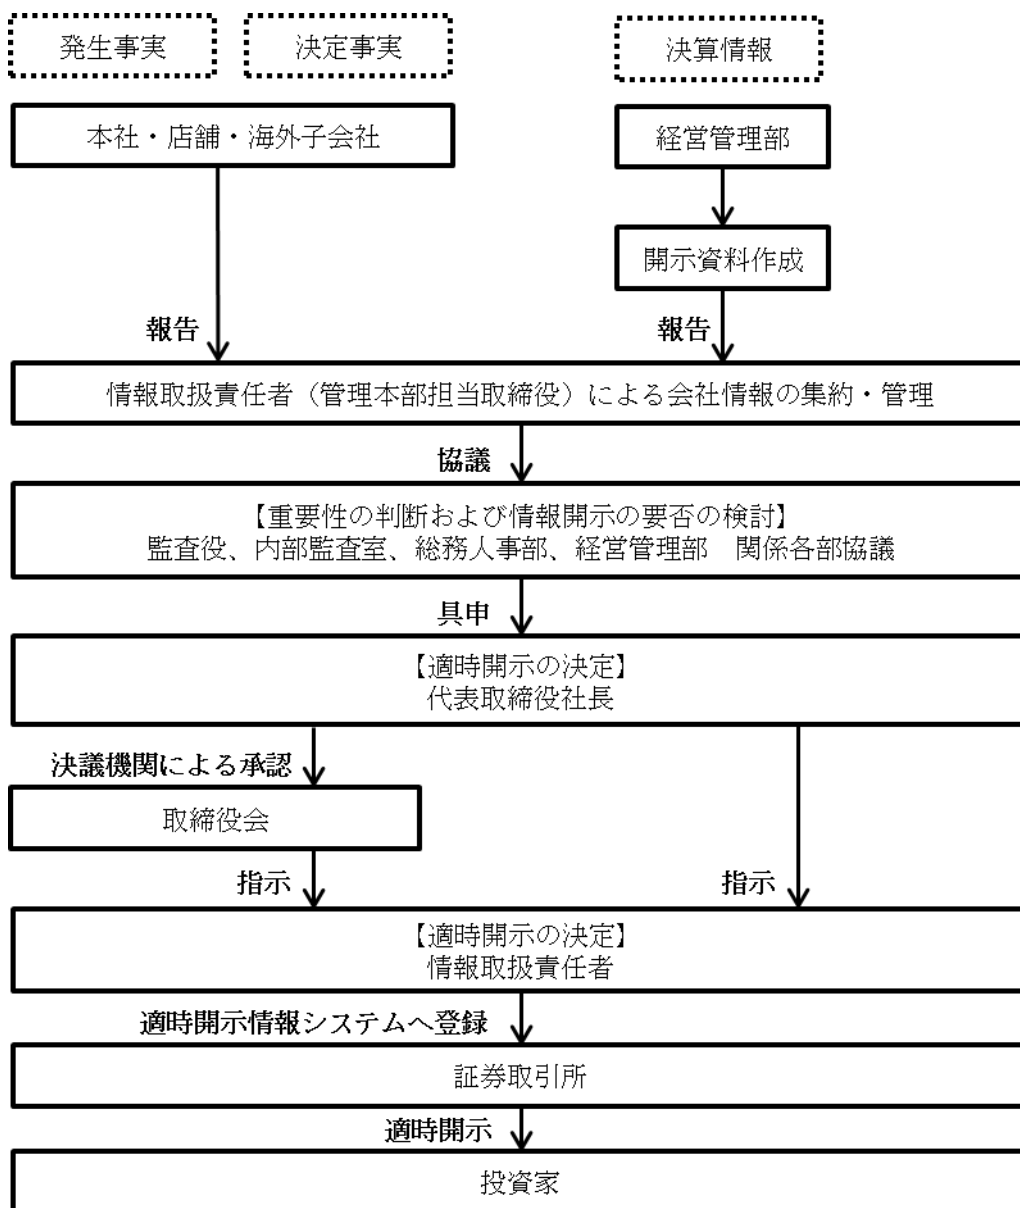 発生事実
決定事実
決算情報
本社・店舗・海外子会社
経営管理部
開示資料作成
報告
報告
情報取扱責任者（管理本部担当取締役）による会社情報の集約・管理
協議
【重要性の判断および情報開示の要否の検討】
監査役、内部監査室、総務人事部、経営管理部　関係各部協議
具申
【適時開示の決定】
代表取締役社長
決議機関による承認
取締役会
指示
指示
【適時開示の決定】
情報取扱責任者
適時開示情報システムへ登録
証券取引所
適時開示
投資家